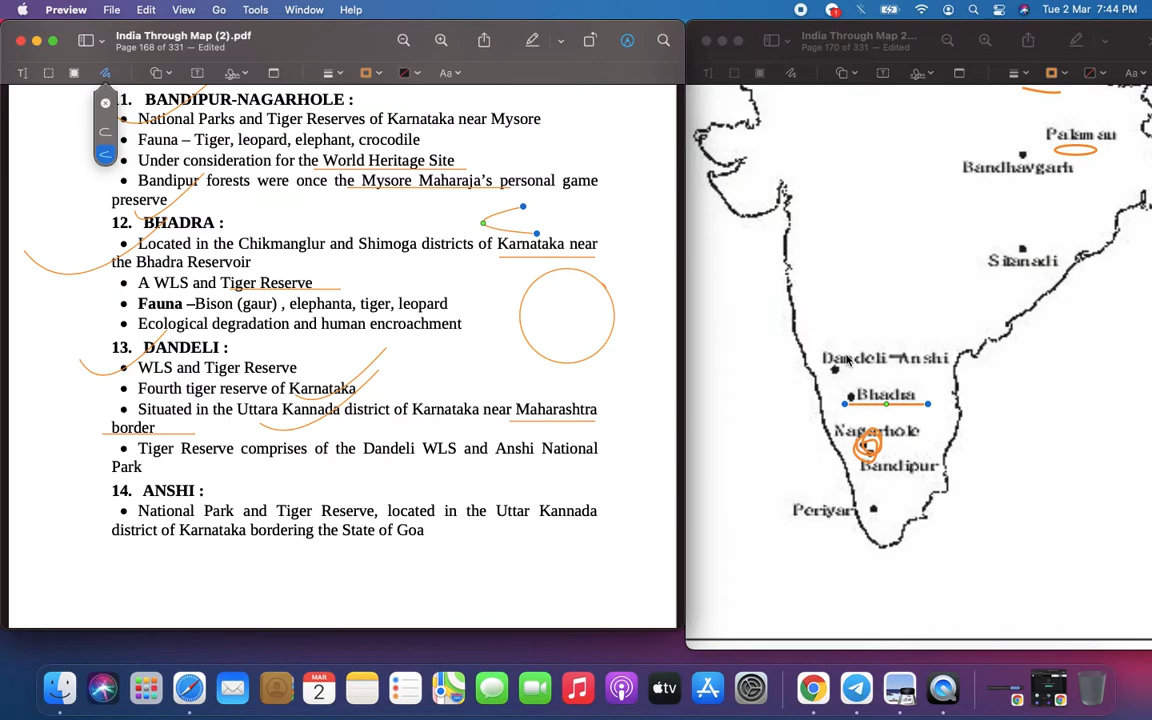 Preview File Edit View Go Tools Window Help
1
Tue 2 Mar 7:44 PM
India Through Map (2).pdf
Page 168 of 331 — Edited
India Through Map 2...
Page 170 of 331 — Edited
Aa
Aa
11. BANDIPUR-NAGARHOLE :
• National Parks and Tiger Reserves of Karnataka near Mysore
• Fauna – Tiger, leopard, elephant, crocodile
• Under consideration for the World Heritage Site
• Bandipur forests were once the Mysore Maharaja's personal game
preserve
12. BHADRA :
• Located in the Chikmanglur and Shimoga districts of Karnataka near
the Bhadra Reservoir
• A WLS and Tiger Reserve
• Fauna –Bison (gaur) , elephanta, tiger, leopard
• Ecological degradation and human encroachment
13. DANDELI :
• WLS and Tiger Reserve
• Fourth tiger reserve of Karnataka
• Situated in the Uttara Kannada district of Karnataka near Maharashtra
border
• Tiger Reserve comprises of the Dandeli WLS and Anshi National
Park
14. ANSHI :
• National Park and Tiger Reserve, located in the Uttar Kannada
district of Karnataka bordering the State of Goa
Palamau
Bandhavgarh
Sitanadi
Dandeli-Anshi
Bhadra
Nagarhole
Bandipur
Periyar
MAR
2
tv